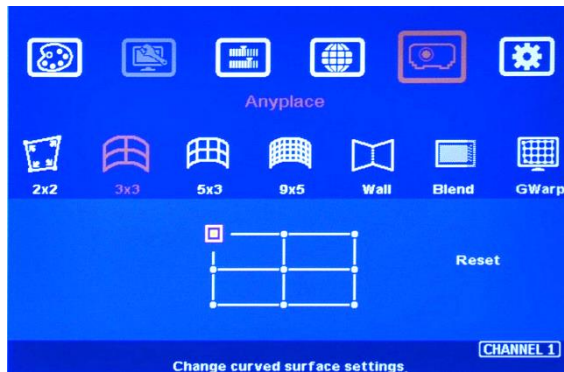 Anyplace
2x2 3x3 5x3 9x5 Wall Blend GWarp
Reset
CHANNEL 1
Change curved surface settings